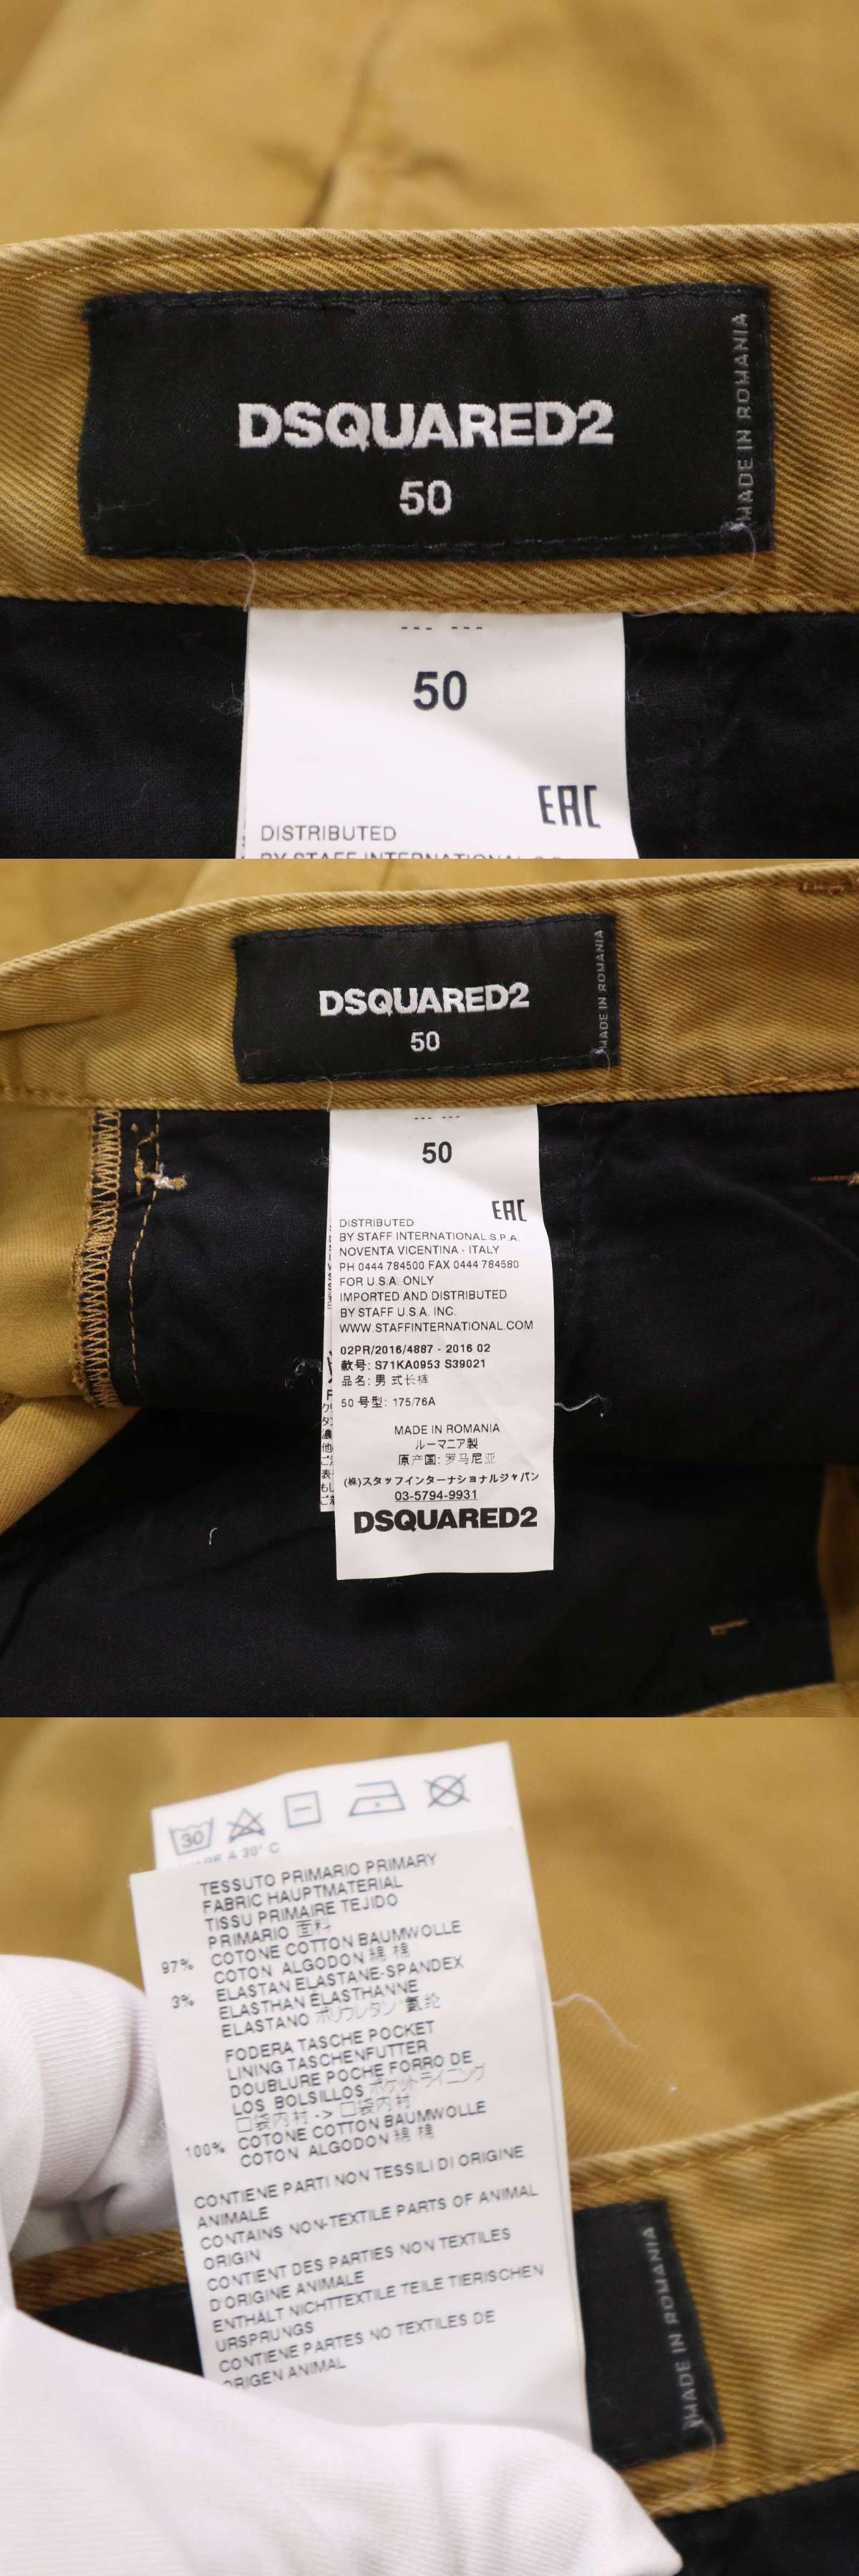 DSQUARED2
50
MADE IN ROMANIA
--- ---
50
EAC
DISTRIBUTED
BY STAFF INTERNATIONAL S.P.A.
DSQUARED2
50
MADE IN ROMANIA
--- ---
50
EAC
DISTRIBUTED
BY STAFF INTERNATIONAL S.P.A.
NOVENTA VICENTINA - ITALY
PH 0444 784500 FAX 0444 784580
FOR U.S.A. ONLY
IMPORTED AND DISTRIBUTED
BY STAFF U.S.A. INC.
WWW.STAFFINTERNATIONAL.COM
02PR/2016/4887 - 2016 02
款号: S71KA0953 S39021
品名: 男式长裤
50 号型: 175/76A
MADE IN ROMANIA
ルーマニア製
原产国: 罗马尼亚
(株)スタッフインターナショナルジャパン
03-5794-9931
DSQUARED2
30
A 30° C
TESSUTO PRIMARIO PRIMARY
FABRIC HAUPTMATERIAL
TISSU PRIMAIRE TEJIDO
PRIMARIO 面料
97% COTONE COTTON BAUMWOLLE
COTON ALGODON 綿 棉
3% ELASTAN ELASTANE-SPANDEX
ELASTHAN ÉLASTHANNE
ELASTANO ポリウレタン 氨纶
FODERA TASCHE POCKET
LINING TASCHENFUTTER
DOUBLURE POCHE FORRO DE
LOS BOLSILLOS ポケットライニング
口袋内衬 -> 口袋内衬
100% COTONE COTTON BAUMWOLLE
COTON ALGODON 綿 棉
CONTIENE PARTI NON TESSILI DI ORIGINE
ANIMALE
CONTAINS NON-TEXTILE PARTS OF ANIMAL
ORIGIN
CONTIENT DES PARTIES NON TEXTILES
D'ORIGINE ANIMALE
ENTHÄLT NICHTTEXTILE TEILE TIERISCHEN
URSPRUNGS
CONTIENE PARTES NO TEXTILES DE
ORIGEN ANIMAL
MADE IN ROMANIA